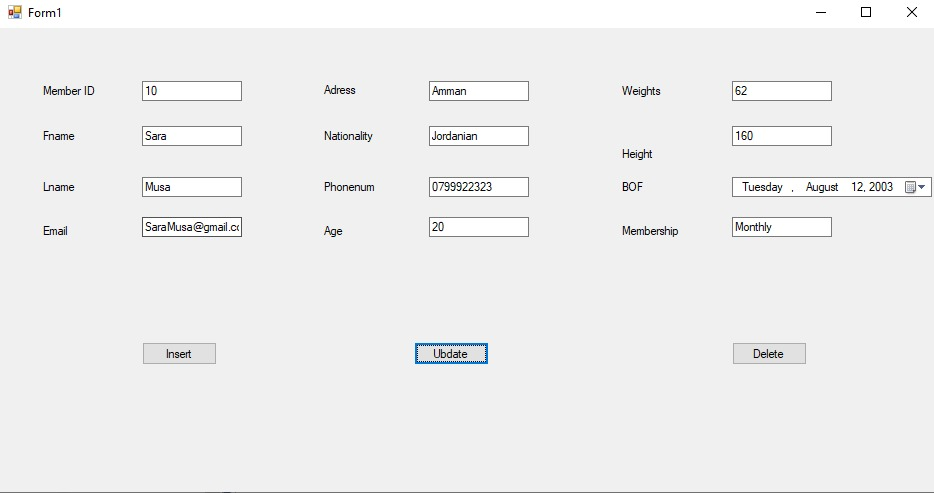 Form1
Member ID 10 Adress Amman Weights 62
Fname Sara Nationality Jordanian 160
Height
Lname Musa Phonenum 0799922323 BOF Tuesday , August 12, 2003
Email SaraMusa@gmail.cc Age 20 Membership Monthly
Insert Ubdate Delete